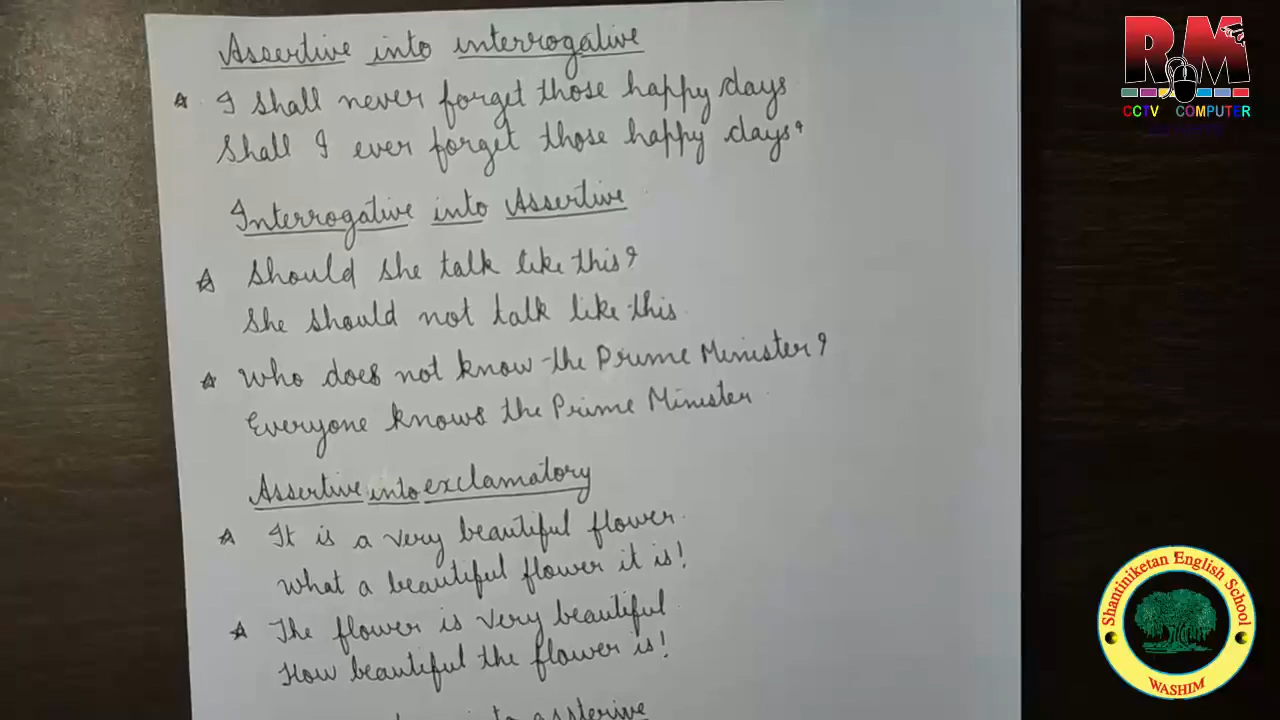 Assertive into interrogative
I shall never forget those happy days
Shall I ever forget those happy days?
Interrogative into Assertive
Should she talk like this?
She should not talk like this
Who does not know the Prime Minister?
Everyone knows the Prime Minister
Assertive into exclamatory
It is a very beautiful flower.
What a beautiful flower it is!
The flower is very beautiful
How beautiful the flower is!
into assterive
RM
CCTV COMPUTER
Shantiniketan English School
WASHIM